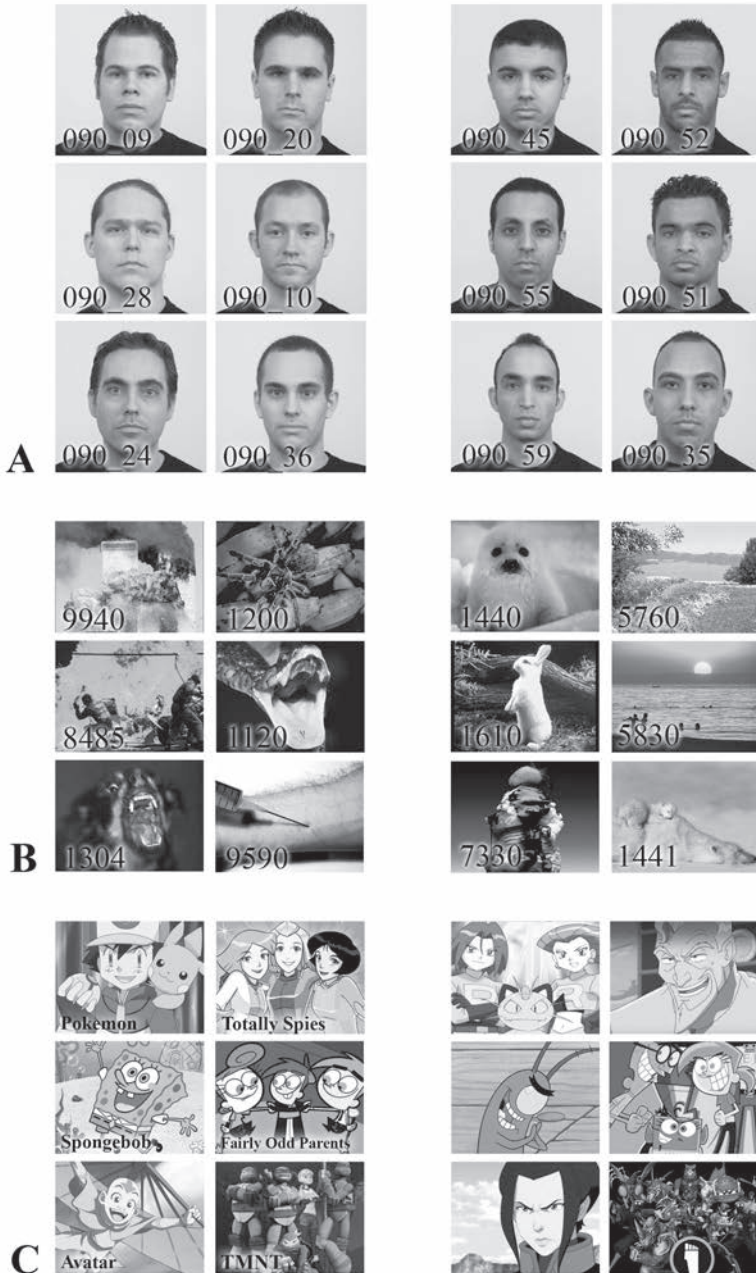 090_09 090_20 090_45 090_52
090_28 090_10 090_55 090_51
090_24 090_36 090_59 090_35
A
9940 1200 1440 5760
8485 1120 1610 5830
1304 9590 7330 1441
B
Pokemon Totally Spies
Spongebob Fairly Odd Parents
Avatar TMNT
C